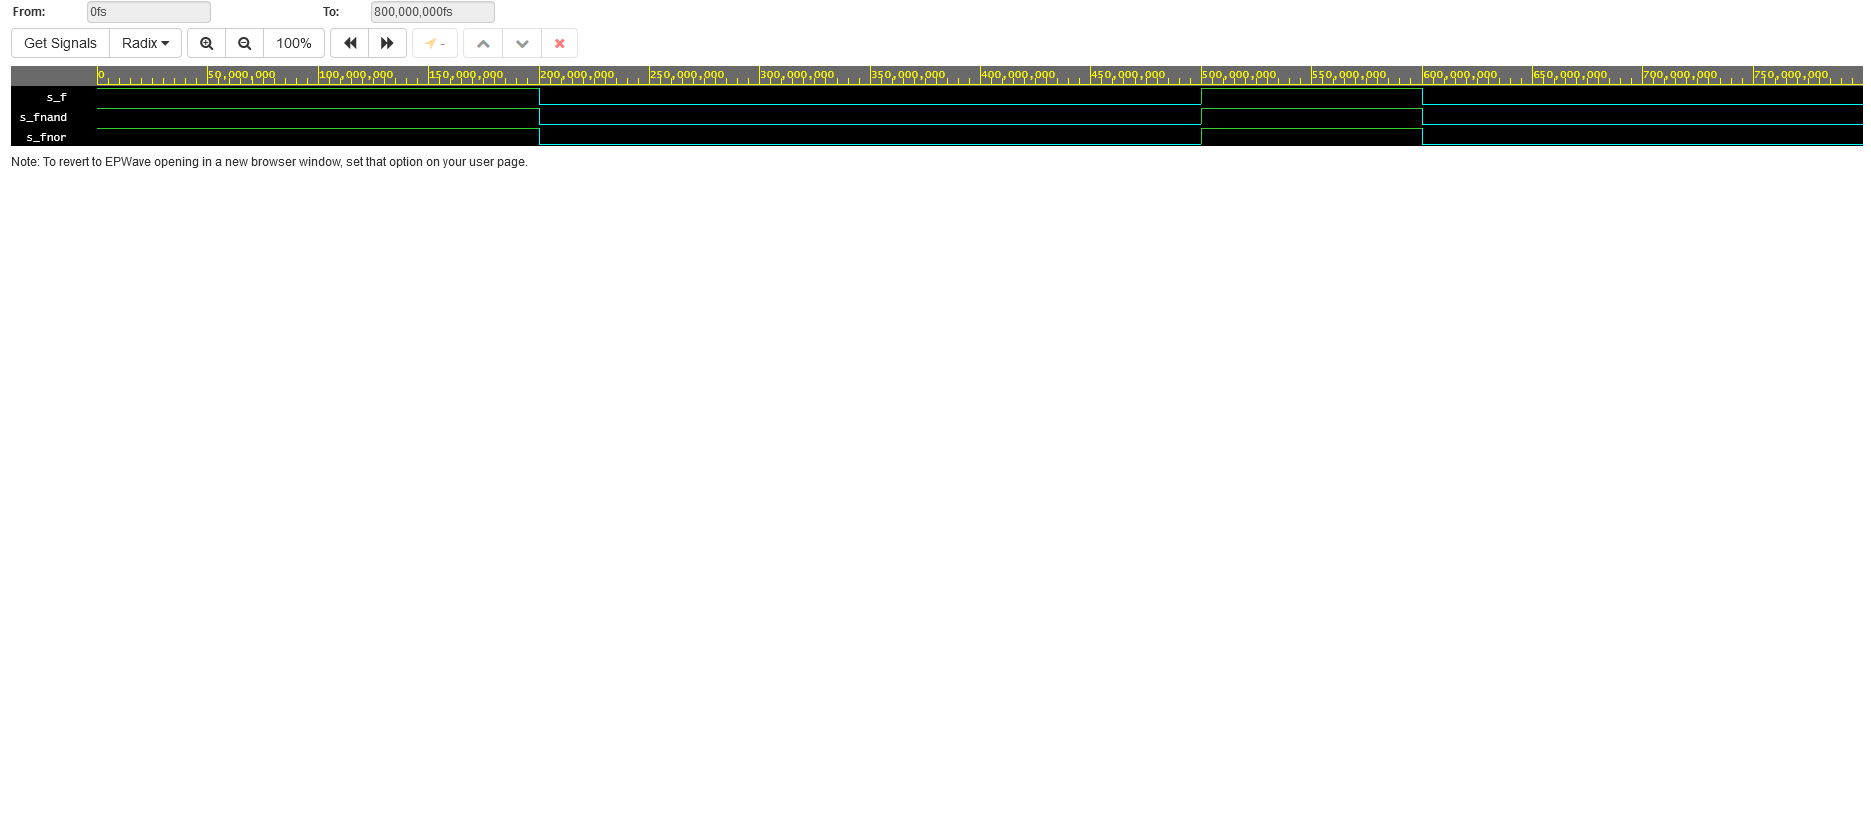 From: 0fs To: 800,000,000fs
Get Signals Radix 100% -
0 50,000,000 100,000,000 150,000,000 200,000,000 250,000,000 300,000,000 350,000,000 400,000,000 450,000,000 500,000,000 550,000,000 600,000,000 650,000,000 700,000,000 750,000,000
s_f
s_fnand
s_fnor
Note: To revert to EPWave opening in a new browser window, set that option on your user page.